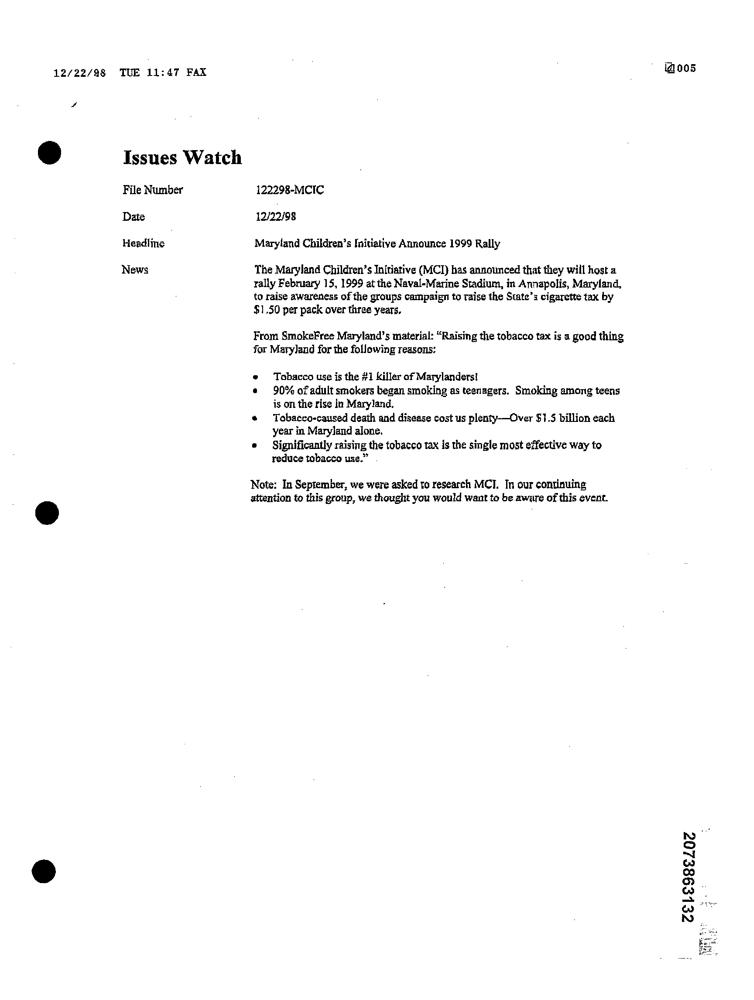 12/22/98 TUE 11:47 FAX
005
Issues Watch
File Number 122298-MCIC
Date 12/22/98
Headline Maryland Children's Initiative Announce 1999 Rally
News The Maryland Children's Initiative (MCI) has announced that they will host a
rally February 15, 1999 at the Naval-Marine Stadium, in Annapolis, Maryland,
to raise awareness of the groups campaign to raise the State's cigarette tax by
$1.50 per pack over three years.
From SmokeFree Maryland's material: "Raising the tobacco tax is a good thing
for Maryland for the following reasons:
• Tobacco use is the #1 killer of Marylanders!
• 90% of adult smokers began smoking as teenagers. Smoking among teens
is on the rise in Maryland.
• Tobacco-caused death and disease cost us plenty—Over $1.5 billion each
year in Maryland alone.
• Significantly raising the tobacco tax is the single most effective way to
reduce tobacco use."
Note: In September, we were asked to research MCI. In our continuing
attention to this group, we thought you would want to be aware of this event.
2073863132